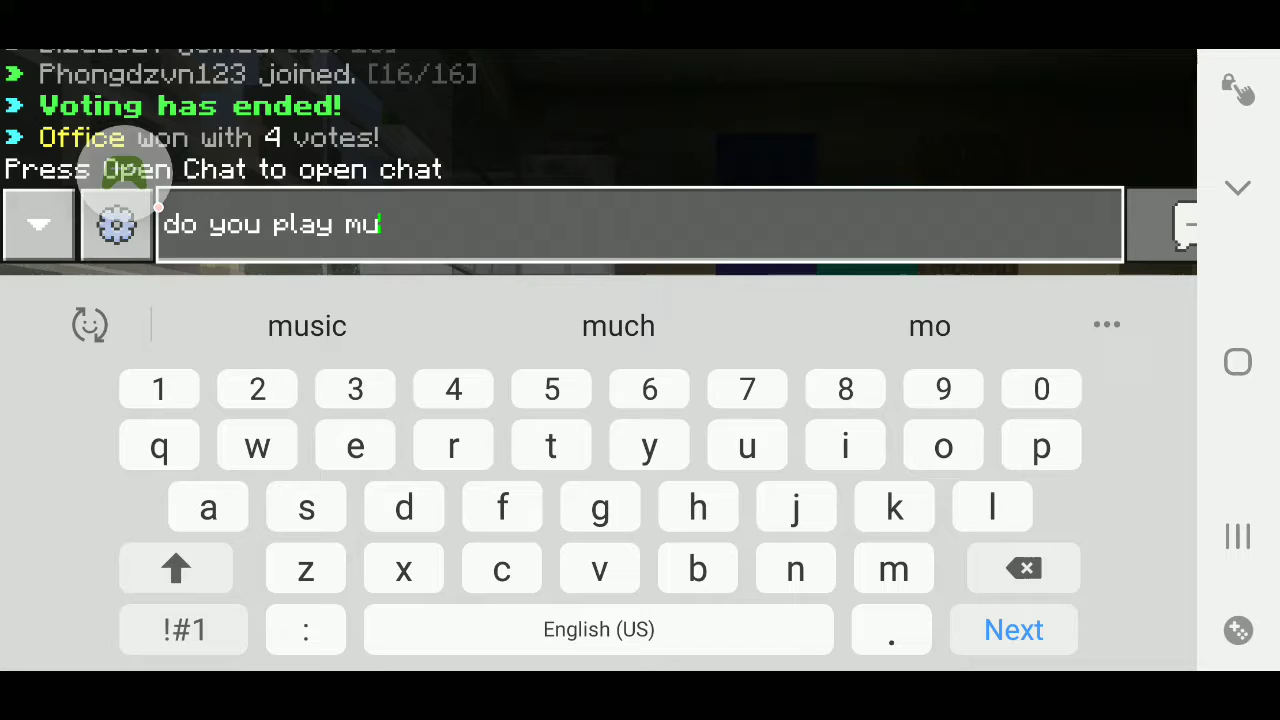 Phongdzvn123 joined. [16/16]
Voting has ended!
Office won with 4 votes!
Press Open Chat to open chat
do you play mu
music much mo
1 2 3 4 5 6 7 8 9 0
q w e r t y u i o p
a s d f g h j k l
z x c v b n m
!#1 : English (US) . Next